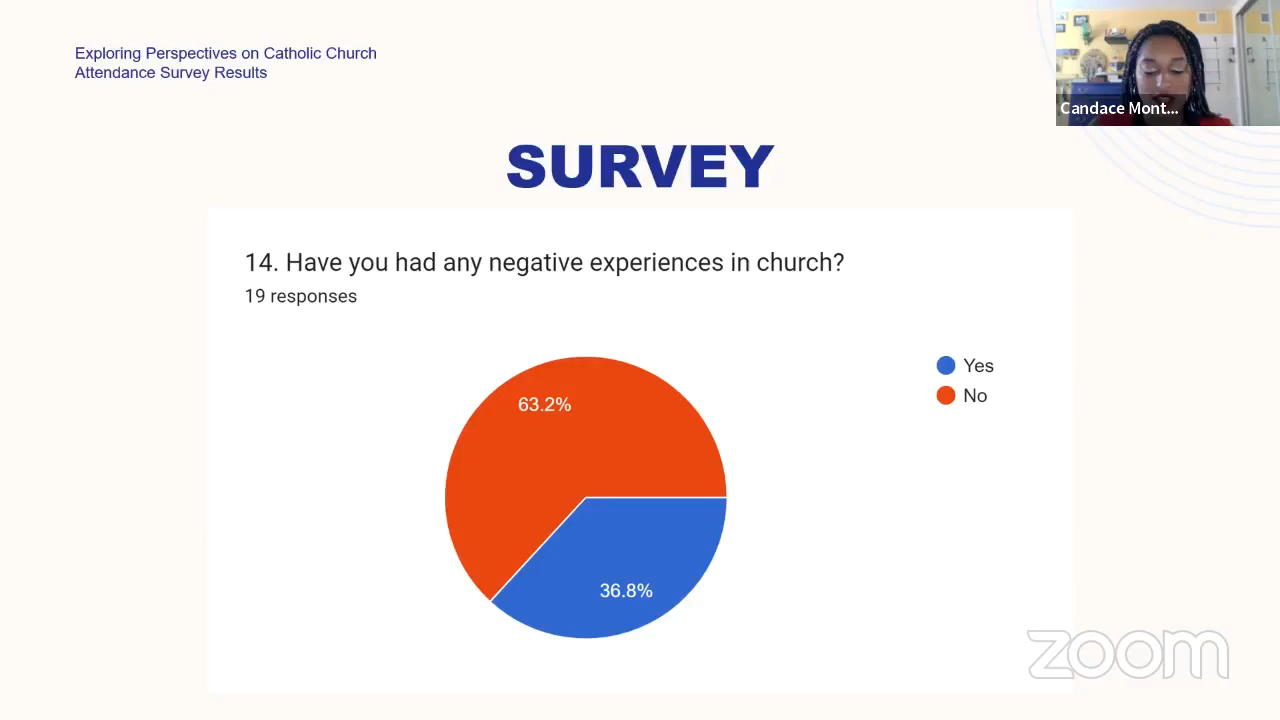 Exploring Perspectives on Catholic Church
Attendance Survey Results
Candace Mont...
SURVEY
14. Have you had any negative experiences in church?
19 responses
Yes
No
63.2%
36.8%
zoom